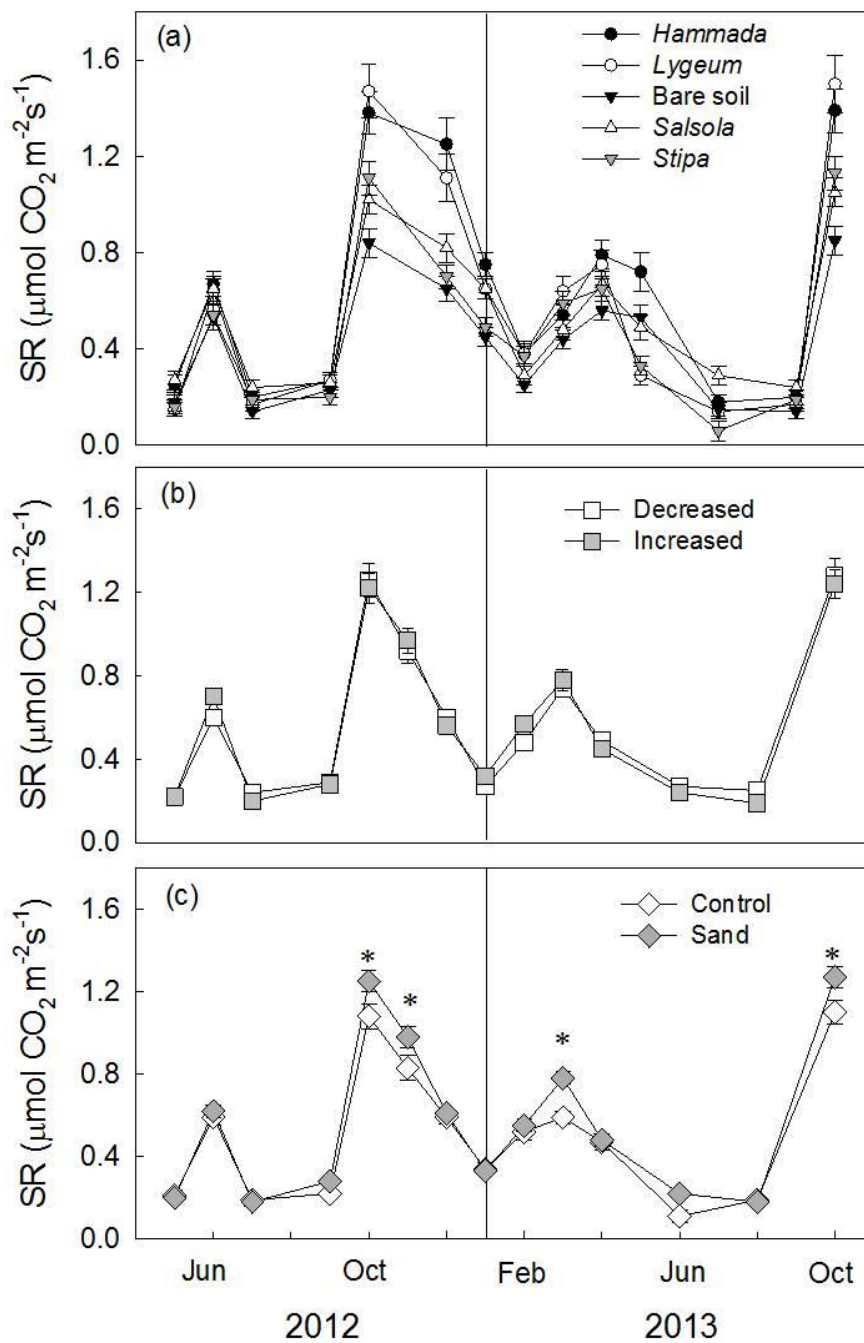 (a)
Hammada
Lygeum
Bare soil
Salsola
Stipa
1.6
1.2
0.8
0.4
0.0
SR (μmol CO₂ m⁻²s⁻¹)
(b)
Decreased
Increased
1.6
1.2
0.8
0.4
0.0
SR (μmol CO₂ m⁻²s⁻¹)
(c)
Control
Sand
1.6
1.2
0.8
0.4
0.0
SR (μmol CO₂ m⁻²s⁻¹)
* * * *
Jun Oct Feb Jun Oct
2012 2013